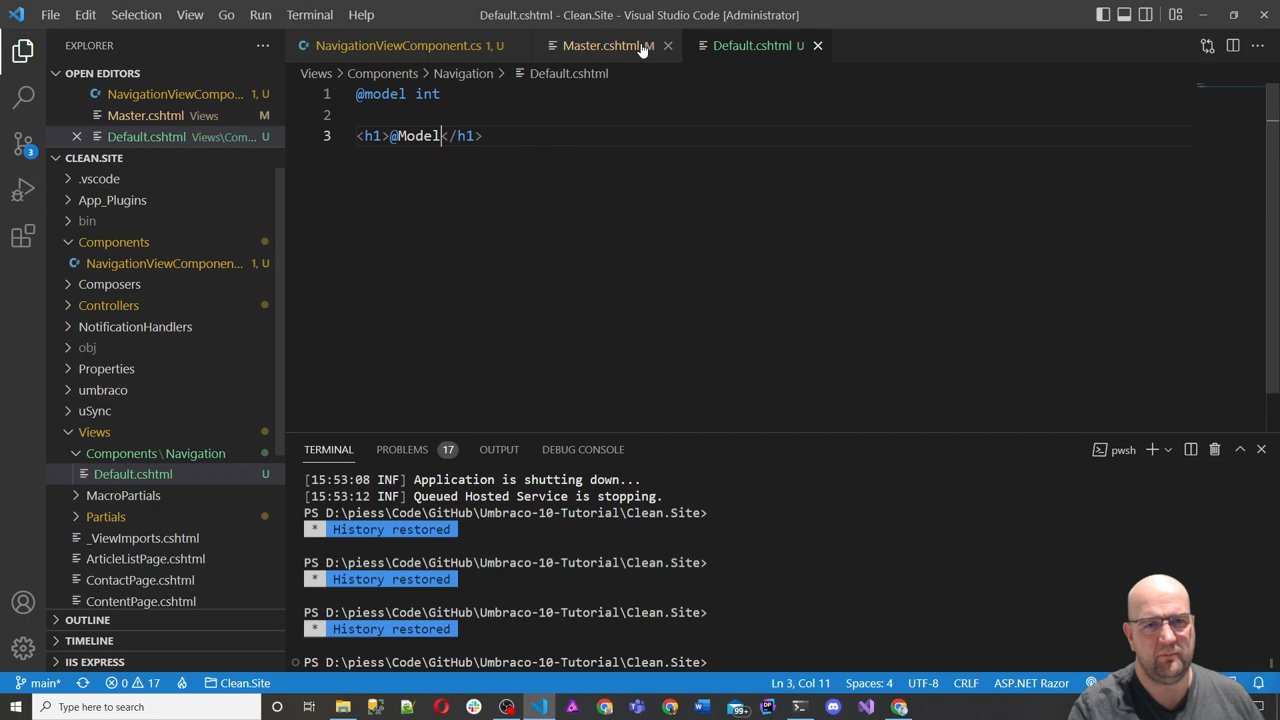 File Edit Selection View Go Run Terminal Help Default.cshtml - Clean.Site - Visual Studio Code [Administrator]
EXPLORER
OPEN EDITORS
NavigationViewCompo... 1, U
Master.cshtml Views M
Default.cshtml Views\Com... U
CLEAN.SITE
.vscode
App_Plugins
bin
Components
NavigationViewComponen... 1, U
Composers
Controllers
NotificationHandlers
obj
Properties
umbraco
uSync
Views
Components \ Navigation
Default.cshtml U
MacroPartials
Partials
_ViewImports.cshtml
ArticleListPage.cshtml
ContactPage.cshtml
ContentPage.cshtml
OUTLINE
TIMELINE
IIS EXPRESS
NavigationViewComponent.cs 1, U Master.cshtml M Default.cshtml U
Views > Components > Navigation > Default.cshtml
1 @model int
2
3 <h1>@Model</h1>
TERMINAL PROBLEMS 17 OUTPUT DEBUG CONSOLE pwsh
[15:53:08 INF] Application is shutting down...
[15:53:12 INF] Queued Hosted Service is stopping.
PS D:\piess\Code\GitHub\Umbraco-10-Tutorial\Clean.Site>
* History restored
PS D:\piess\Code\GitHub\Umbraco-10-Tutorial\Clean.Site>
* History restored
PS D:\piess\Code\GitHub\Umbraco-10-Tutorial\Clean.Site>
* History restored
PS D:\piess\Code\GitHub\Umbraco-10-Tutorial\Clean.Site>
3
main* 0 17 Clean.Site Ln 3, Col 11 Spaces: 4 UTF-8 CRLF ASP.NET Razor
Type here to search
99+